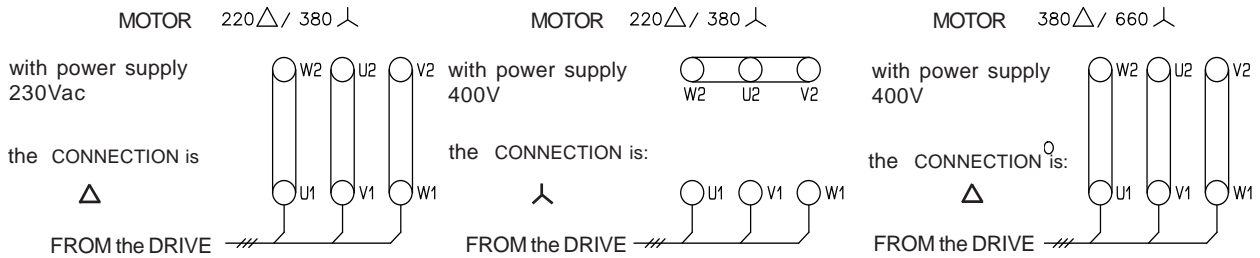 MOTOR 220△/ 380⅄
with power supply
230Vac
W2 U2 V2
the CONNECTION is
△
U1 V1 W1
FROM the DRIVE
MOTOR 220△/ 380⅄
with power supply
400V
W2 U2 V2
the CONNECTION is:
⅄
U1 V1 W1
FROM the DRIVE
MOTOR 380△/ 660⅄
with power supply
400V
W2 U2 V2
the CONNECTION is:
△
U1 V1 W1
FROM the DRIVE